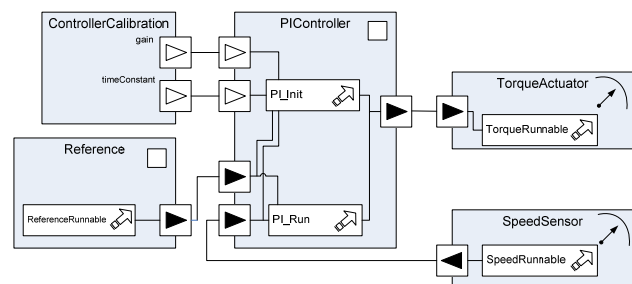 ControllerCalibration
gain
timeConstant
PIController
PI_Init
PI_Run
Reference
ReferenceRunnable
TorqueActuator
TorqueRunnable
SpeedSensor
SpeedRunnable